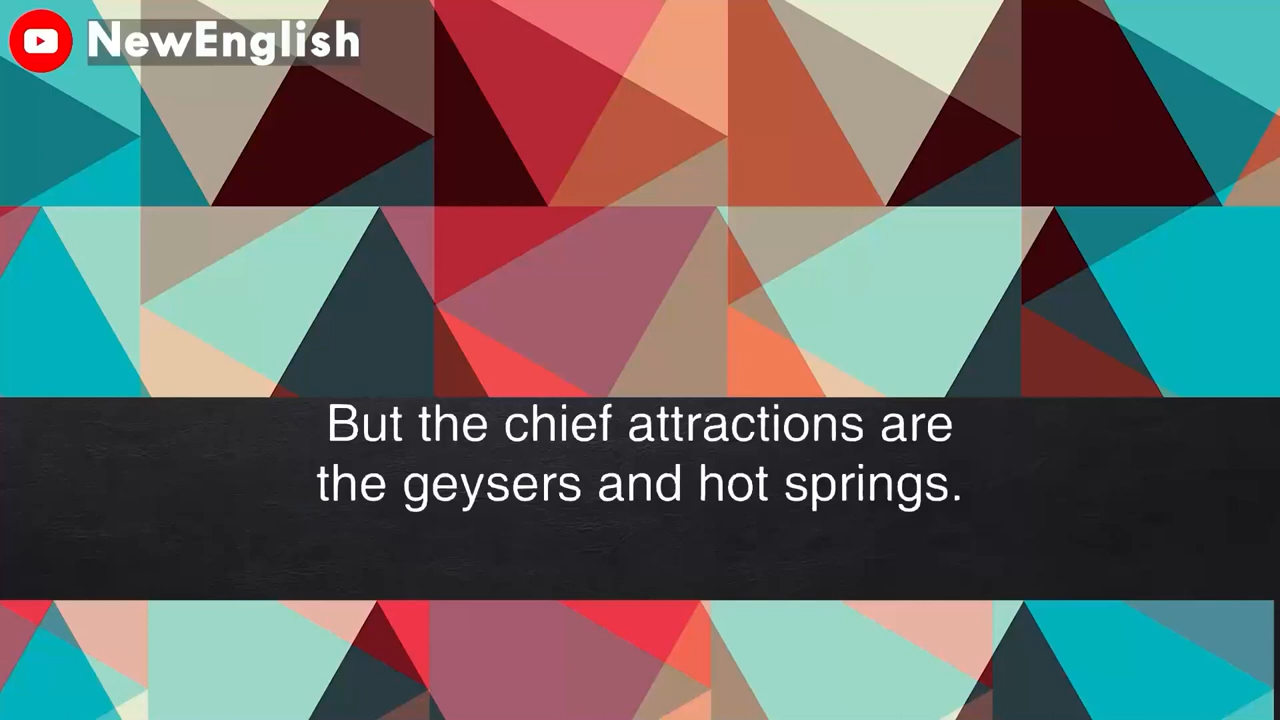 NewEnglish
But the chief attractions are
the geysers and hot springs.